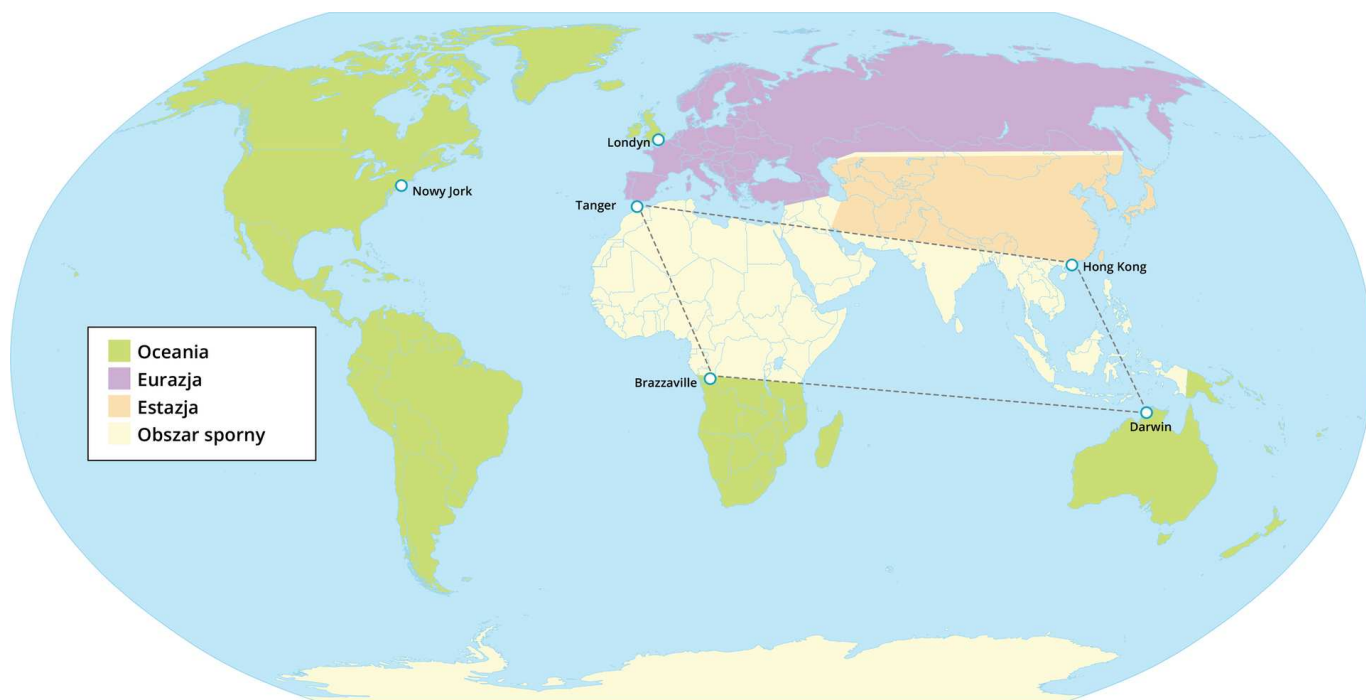 Londyn
Nowy Jork
Tanger
Hong Kong
Oceania
Eurazja
Estazja
Obszar sporny
Brazzaville
Darwin